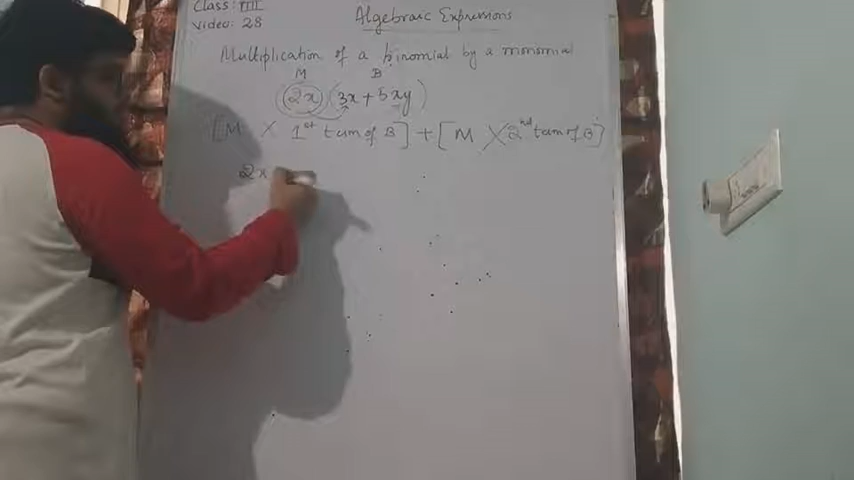 Class: VIII
Algebraic Expressions
Video: 28
Multiplication of a binomial by a monomial
M B
(2x) (3x + 5xy)
[M X 1st term of B] + [M X 2nd term of B]
2x